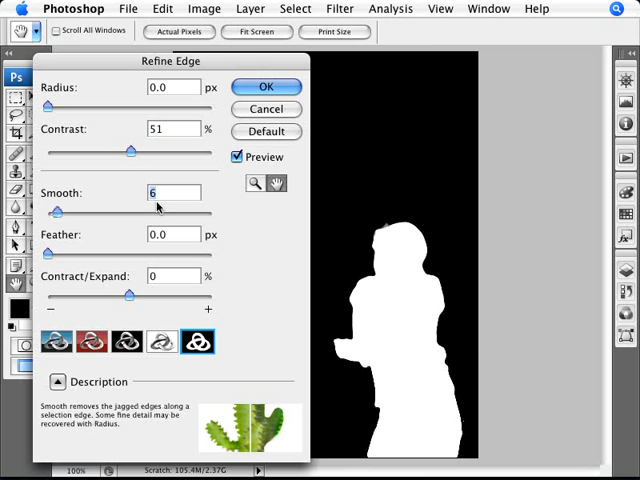 Photoshop File Edit Image Layer Select Filter Analysis View Window Help
Scroll All Windows Actual Pixels Fit Screen Print Size
Refine Edge
Ps
Radius: 0.0 px OK
Cancel
Contrast: 51 % Default
Preview
Smooth: 6
Feather: 0.0 px
Contract/Expand: 0 %
− +
Description
Smooth removes the jagged edges along a
selection edge. Some fine detail may be
recovered with Radius.
100% Scratch: 105.4M/2.37G